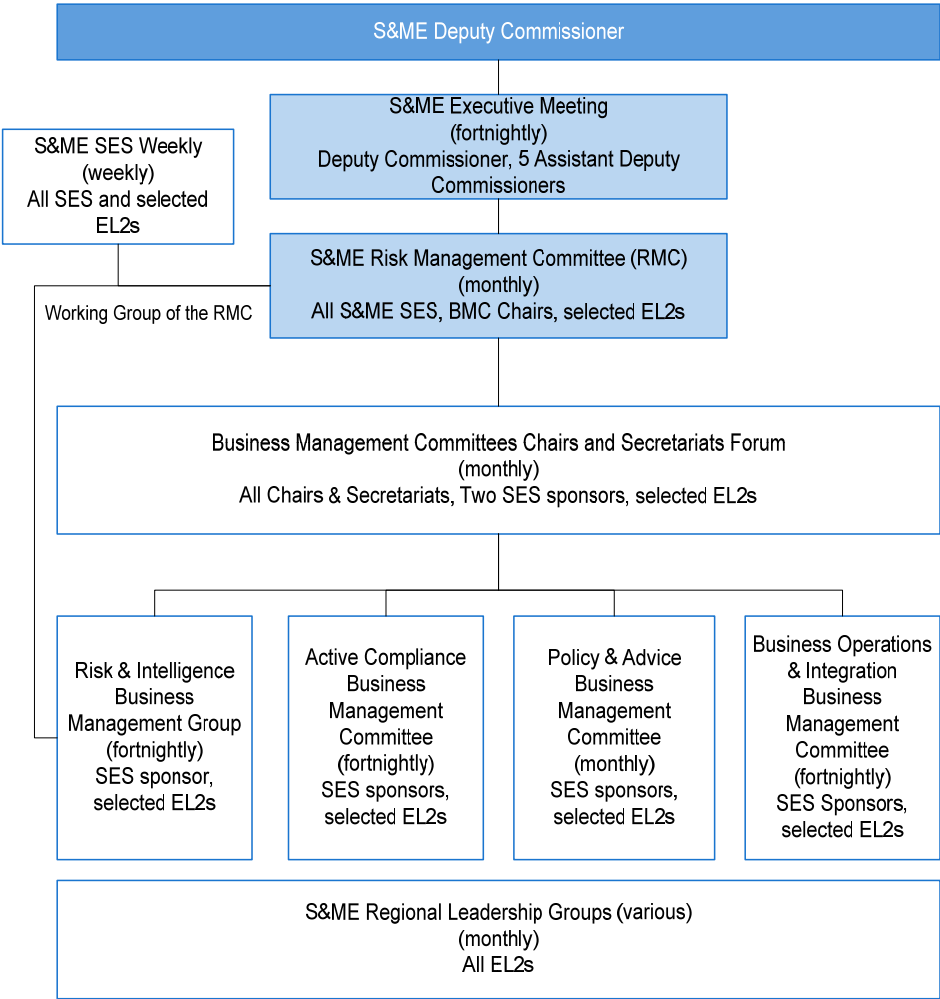 S&ME Deputy Commissioner
S&ME Executive Meeting
(fortnightly)
Deputy Commissioner, 5 Assistant Deputy
Commissioners
S&ME SES Weekly
(weekly)
All SES and selected
EL2s
S&ME Risk Management Committee (RMC)
(monthly)
All S&ME SES, BMC Chairs, selected EL2s
Working Group of the RMC
Business Management Committees Chairs and Secretariats Forum
(monthly)
All Chairs & Secretariats, Two SES sponsors, selected EL2s
Risk & Intelligence
Business
Management Group
(fortnightly)
SES sponsor,
selected EL2s
Active Compliance
Business
Management
Committee
(fortnightly)
SES sponsors,
selected EL2s
Policy & Advice
Business
Management
Committee
(monthly)
SES sponsors,
selected EL2s
Business Operations
& Integration
Business
Management
Committee
(fortnightly)
SES Sponsors,
selected EL2s
S&ME Regional Leadership Groups (various)
(monthly)
All EL2s